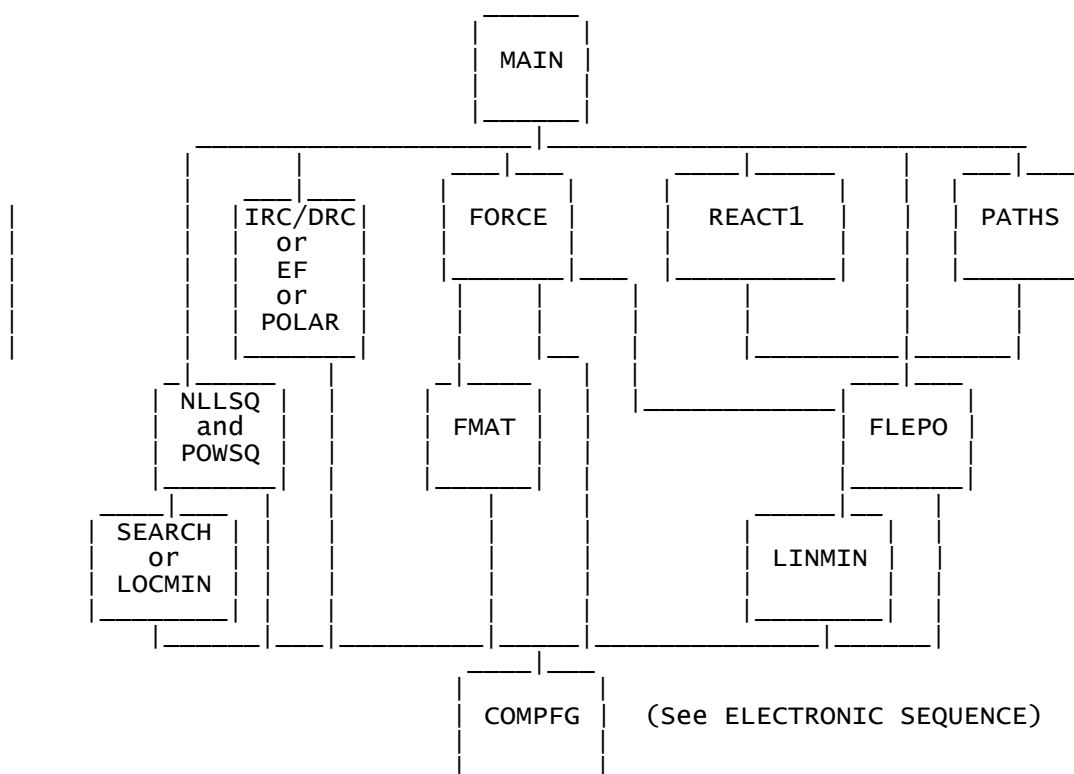 MAIN
IRC/DRC
or
EF
or
POLAR
FORCE
REACT1
PATHS
NLLSQ
and
POWSQ
FMAT
FLEPO
SEARCH
or
LOCMIN
LINMIN
COMPFG (See ELECTRONIC SEQUENCE)